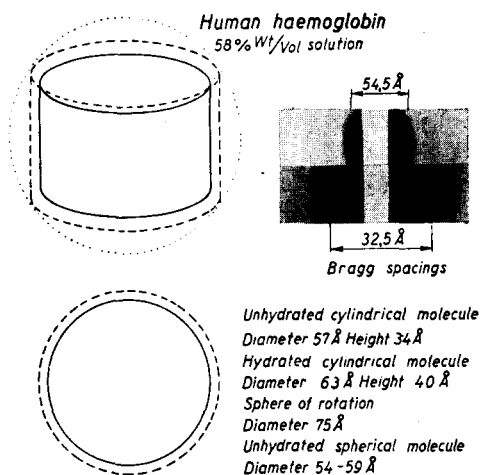 Human haemoglobin
58% Wt/Vol solution
54,5 Å
32,5 Å
Bragg spacings
Unhydrated cylindrical molecule
Diameter 57 Å Height 34 Å
Hydrated cylindrical molecule
Diameter 63 Å Height 40 Å
Sphere of rotation
Diameter 75 Å
Unhydrated spherical molecule
Diameter 54-59 Å